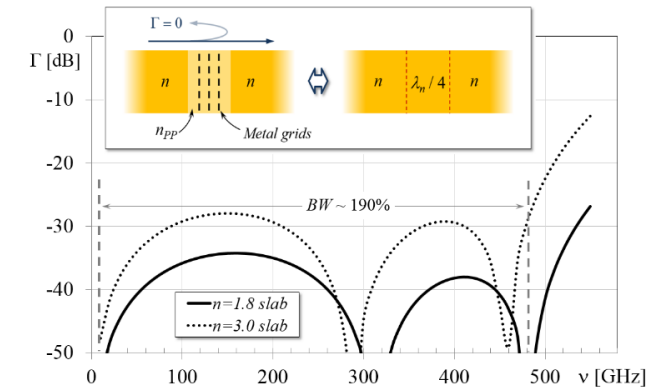 Γ = 0
n
n
n
λn / 4
n
nPP
Metal grids
Γ [dB]
0
-10
-20
-30
-40
-50
BW ~ 190%
n=1.8 slab
n=3.0 slab
0
100
200
300
400
500
ν [GHz]